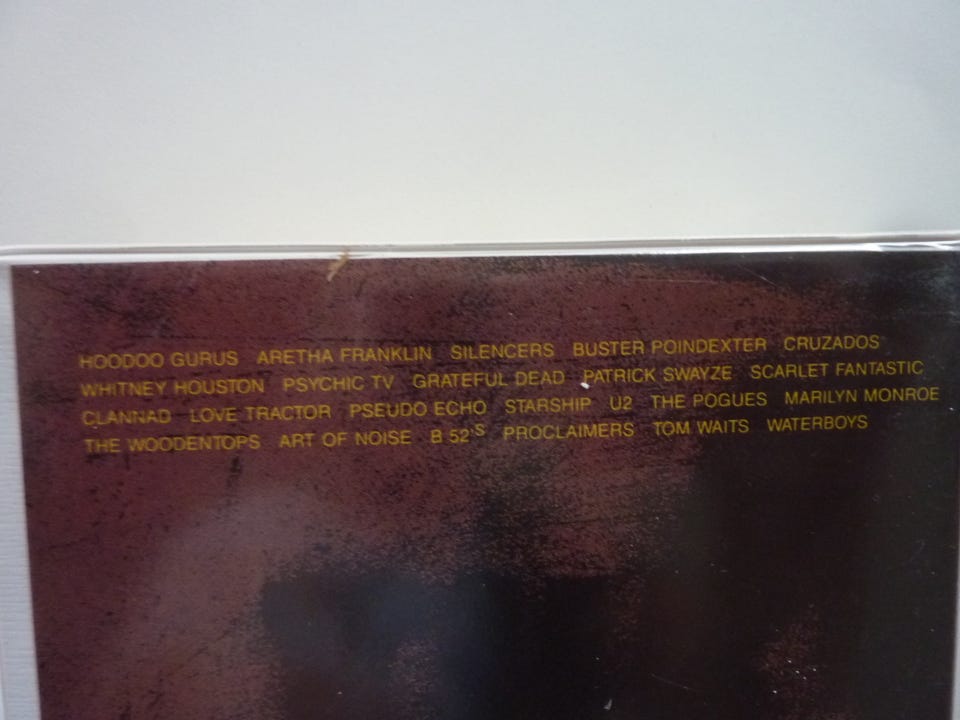 HOODOO GURUS ARETHA FRANKLIN SILENCERS BUSTER POINDEXTER CRUZADOS
WHITNEY HOUSTON PSYCHIC TV GRATEFUL DEAD PATRICK SWAYZE SCARLET FANTASTIC
CLANNAD LOVE TRACTOR PSEUDO ECHO STARSHIP U2 THE POGUES MARILYN MONROE
THE WOODENTOPS ART OF NOISE B 52'S PROCLAIMERS TOM WAITS WATERBOYS